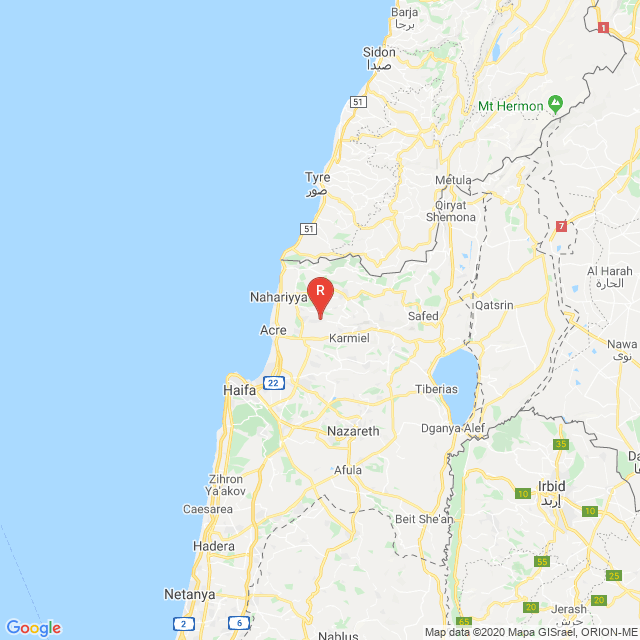 Barja
برجا
1
Sidon
صيدا
51
Mt Hermon
Tyre
صور
Metula
Qiryat
Shemona
51
7
Al Harah
الحارة
R
Nahariyya
Qatsrin
Acre
Safed
Karmiel
Nawa
نوى
22
Haifa
Tiberias
Nazareth
Dganya Alef
35
Afula
Zihron
Ya'akov
Irbid
إربد
10
10
Caesarea
Beit She'an
Hadera
55
25
Netanya
20
20
Jerash
جرش
2
6
65
Nablus
Google
Map data ©2020 Mapa GISrael, ORION-ME